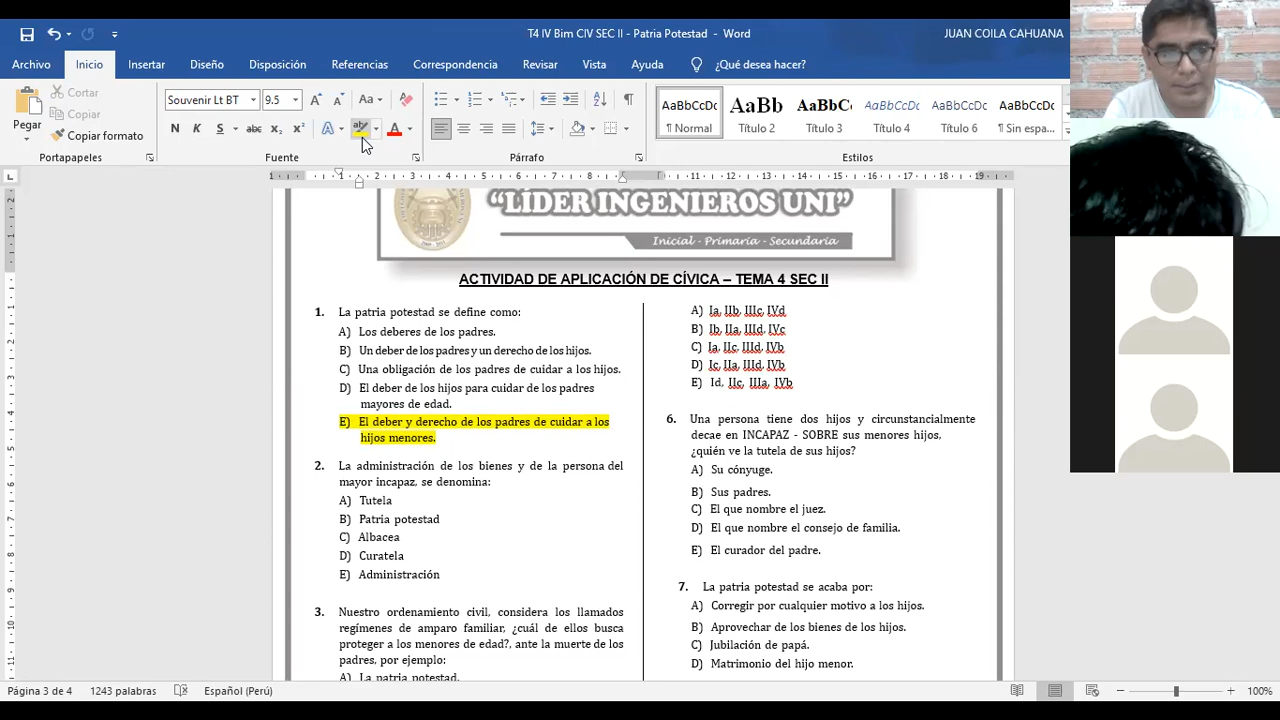 T4 IV Bim CIV SEC II - Patria Potestad - Word
JUAN COILA CAHUANA
Archivo Inicio Insertar Diseño Disposición Referencias Correspondencia Revisar Vista Ayuda ¿Qué desea hacer?
Pegar
Cortar
Copiar
Copiar formato
Portapapeles
Souvenir Lt BT 9.5
N K S abc x₂ x²
Fuente
Párrafo
AaBbCcDc AaBb AaBbCc AaBbCcDc AaBbCcDc AaBbCcDc
¶ Normal Título 2 Título 3 Título 4 Título 6 ¶ Sin espa...
Estilos
"LÍDER INGENIEROS UNI"
Inicial - Primaria - Secundaria
ACTIVIDAD DE APLICACIÓN DE CÍVICA – TEMA 4 SEC II
1. La patria potestad se define como:
A) Los deberes de los padres.
B) Un deber de los padres y un derecho de los hijos.
C) Una obligación de los padres de cuidar a los hijos.
D) El deber de los hijos para cuidar de los padres
mayores de edad.
E) El deber y derecho de los padres de cuidar a los
hijos menores.
2. La administración de los bienes y de la persona del
mayor incapaz, se denomina:
A) Tutela
B) Patria potestad
C) Albacea
D) Curatela
E) Administración
3. Nuestro ordenamiento civil, considera los llamados
regímenes de amparo familiar, ¿cuál de ellos busca
proteger a los menores de edad?, ante la muerte de los
padres, por ejemplo:
A) La patria potestad.
A) Ia, IIb, IIIc, IVd
B) Ib, IIa, IIId, IVc
C) Ia, IIc, IIId, IVb
D) Ic, IIa, IIId, IVb
E) Id, IIc, IIIa, IVb
6. Una persona tiene dos hijos y circunstancialmente
decae en INCAPAZ - SOBRE sus menores hijos,
¿quién ve la tutela de sus hijos?
A) Su cónyuge.
B) Sus padres.
C) El que nombre el juez.
D) El que nombre el consejo de familia.
E) El curador del padre.
7. La patria potestad se acaba por:
A) Corregir por cualquier motivo a los hijos.
B) Aprovechar de los bienes de los hijos.
C) Jubilación de papá.
D) Matrimonio del hijo menor.
Página 3 de 4 1243 palabras Español (Perú) 100%